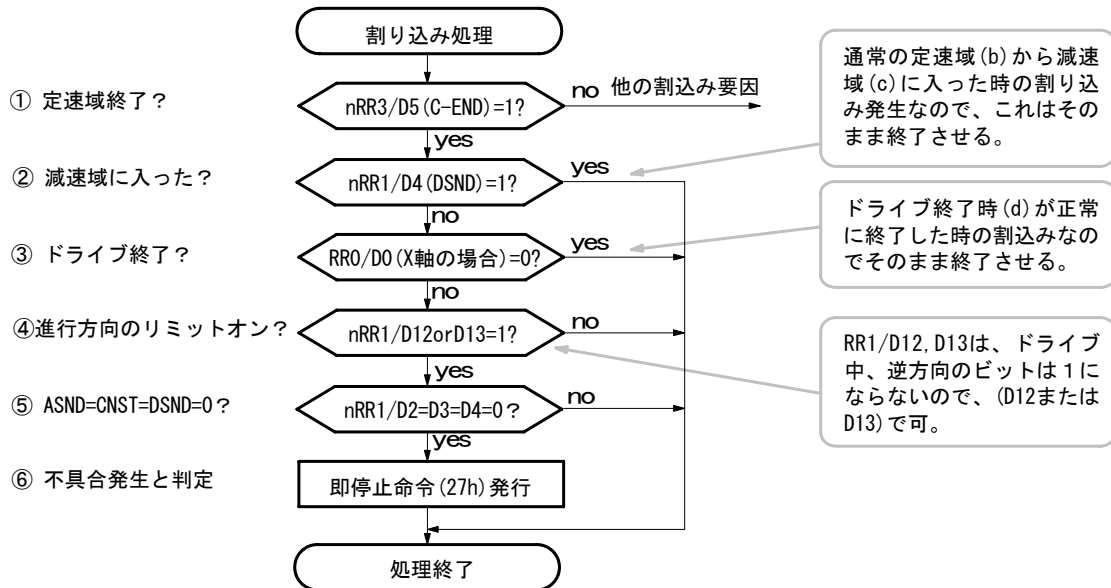 割り込み処理
通常の定速域(b)から減速
域(c)に入った時の割り込
み発生なので、これはその
まま終了させる。
① 定速域終了？
nRR3/D5(C-END)=1?
no 他の割込み要因
yes
② 減速域に入った？
nRR1/D4(DSND)=1?
yes
no
ドライブ終了時(d)が正常
に終了した時の割込みなの
でそのまま終了させる。
③ ドライブ終了？
RR0/D0(X軸の場合)=0?
yes
no
④進行方向のリミットオン？
nRR1/D12orD13=1?
no
yes
RR1/D12,D13は、ドライブ
中、逆方向のビットは１に
ならないので、(D12または
D13)で可。
⑤ ASND=CNST=DSND=0？
nRR1/D2=D3=D4=0？
no
yes
⑥ 不具合発生と判定
即停止命令(27h)発行
処理終了